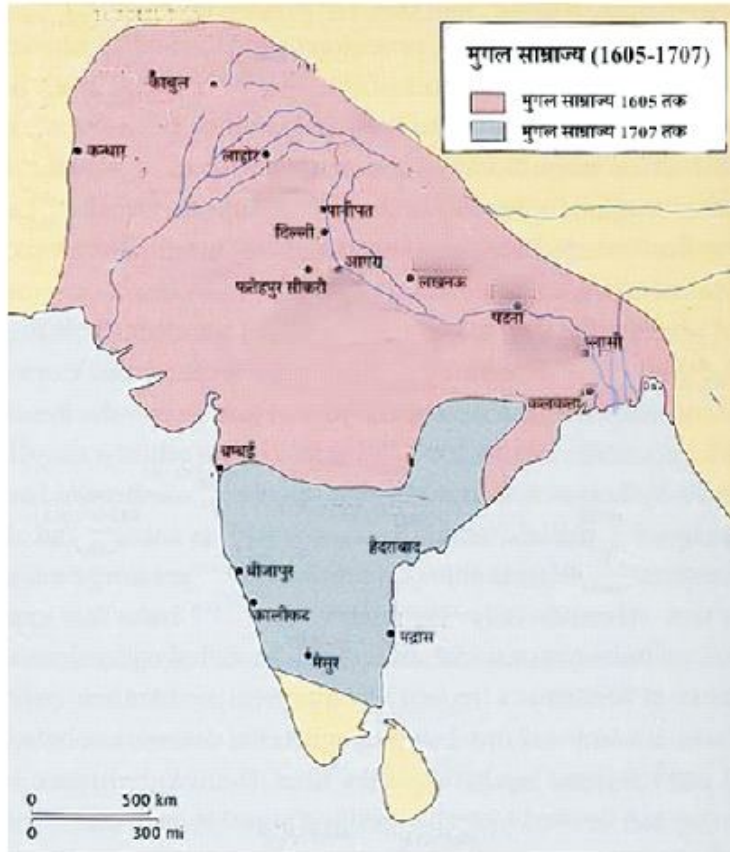 मुगल साम्राज्य (1605-1707)
मुगल साम्राज्य 1605 तक
मुगल साम्राज्य 1707 तक
काबुल
कन्धार
लाहोर
पानीपत
दिल्ली
आगरा
फतेहपुर सीकरी
लखनऊ
पटना
प्लासी
कलकत्ता
बम्बई
हैदराबाद
बीजापुर
कालीकट
मद्रास
मैसुर
0 500 km
0 300 mi